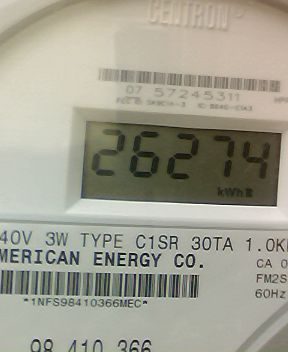 CENTRON®
07 57245311
26274
kWh
40V 3W TYPE C1SR 30TA 1.0K
MERICAN ENERGY CO.
CA 0
FM2S
*1NFS98410366MEC*
60Hz
98 410 366